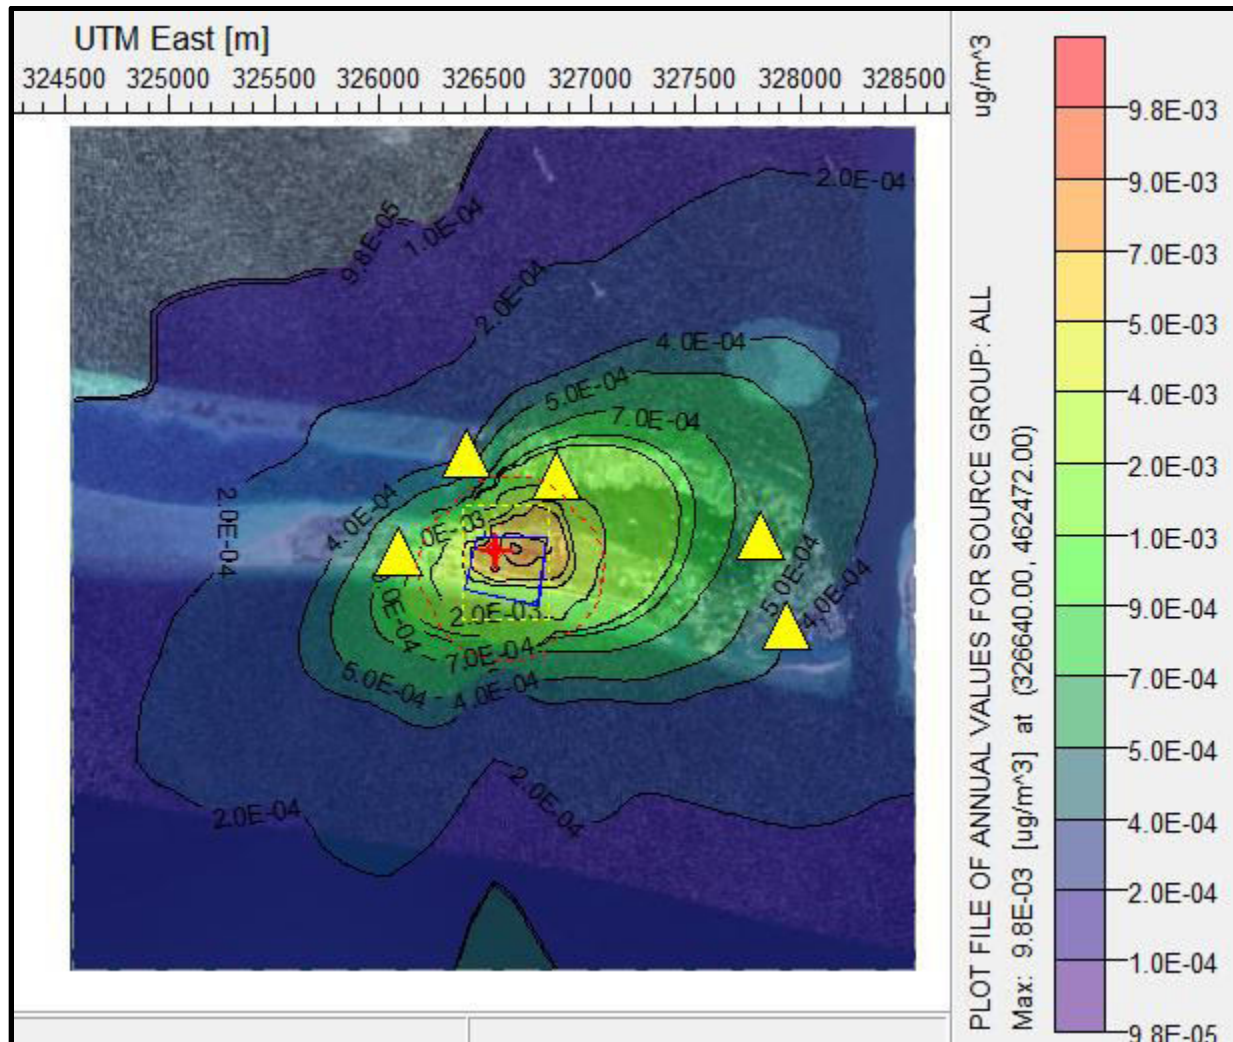 UTM East [m]
324500 325000 325500 326000 326500 327000 327500 328000 328500
ug/m^3
PLOT FILE OF ANNUAL VALUES FOR SOURCE GROUP: ALL
Max: 9.8E-03 [ug/m^3] at (326640.00, 462472.00)
9.8E-03
9.0E-03
7.0E-03
5.0E-03
4.0E-03
2.0E-03
1.0E-03
9.0E-04
7.0E-04
5.0E-04
4.0E-04
2.0E-04
1.0E-04
9.8E-05
2.0E-04
9.8E-05
1.0E-04
2.0E-04
4.0E-04
5.0E-04
7.0E-04
2.0E-04
4.0E-04
.0E-03
5.0E-04
4.0E-04
.0E-04
2.0E-03
7.0E-04
5.0E-04
4.0E-04
2.0E-04
2.0E-04